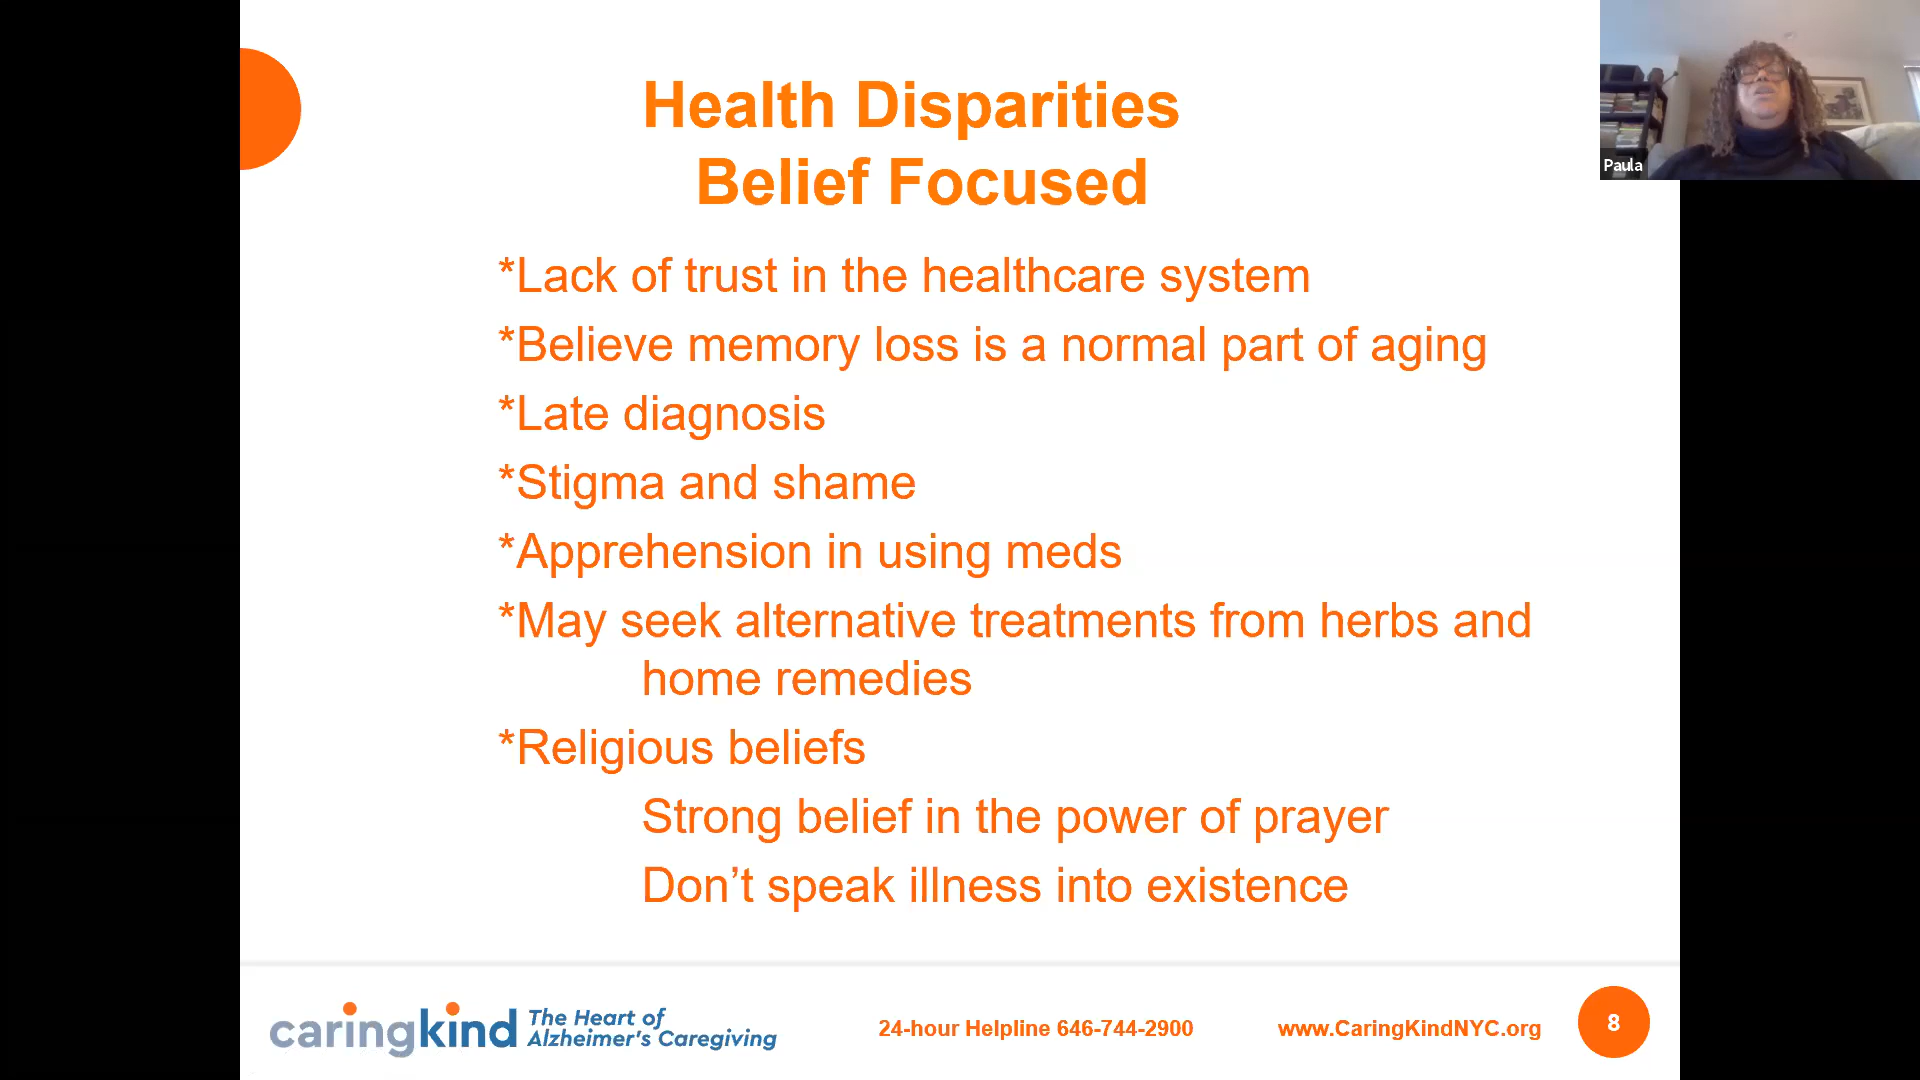 Health Disparities
Belief Focused
Paula
*Lack of trust in the healthcare system
*Believe memory loss is a normal part of aging
*Late diagnosis
*Stigma and shame
*Apprehension in using meds
*May seek alternative treatments from herbs and
home remedies
*Religious beliefs
Strong belief in the power of prayer
Don’t speak illness into existence
caringkind
The Heart of
Alzheimer's Caregiving
24-hour Helpline 646-744-2900
www.CaringKindNYC.org
8